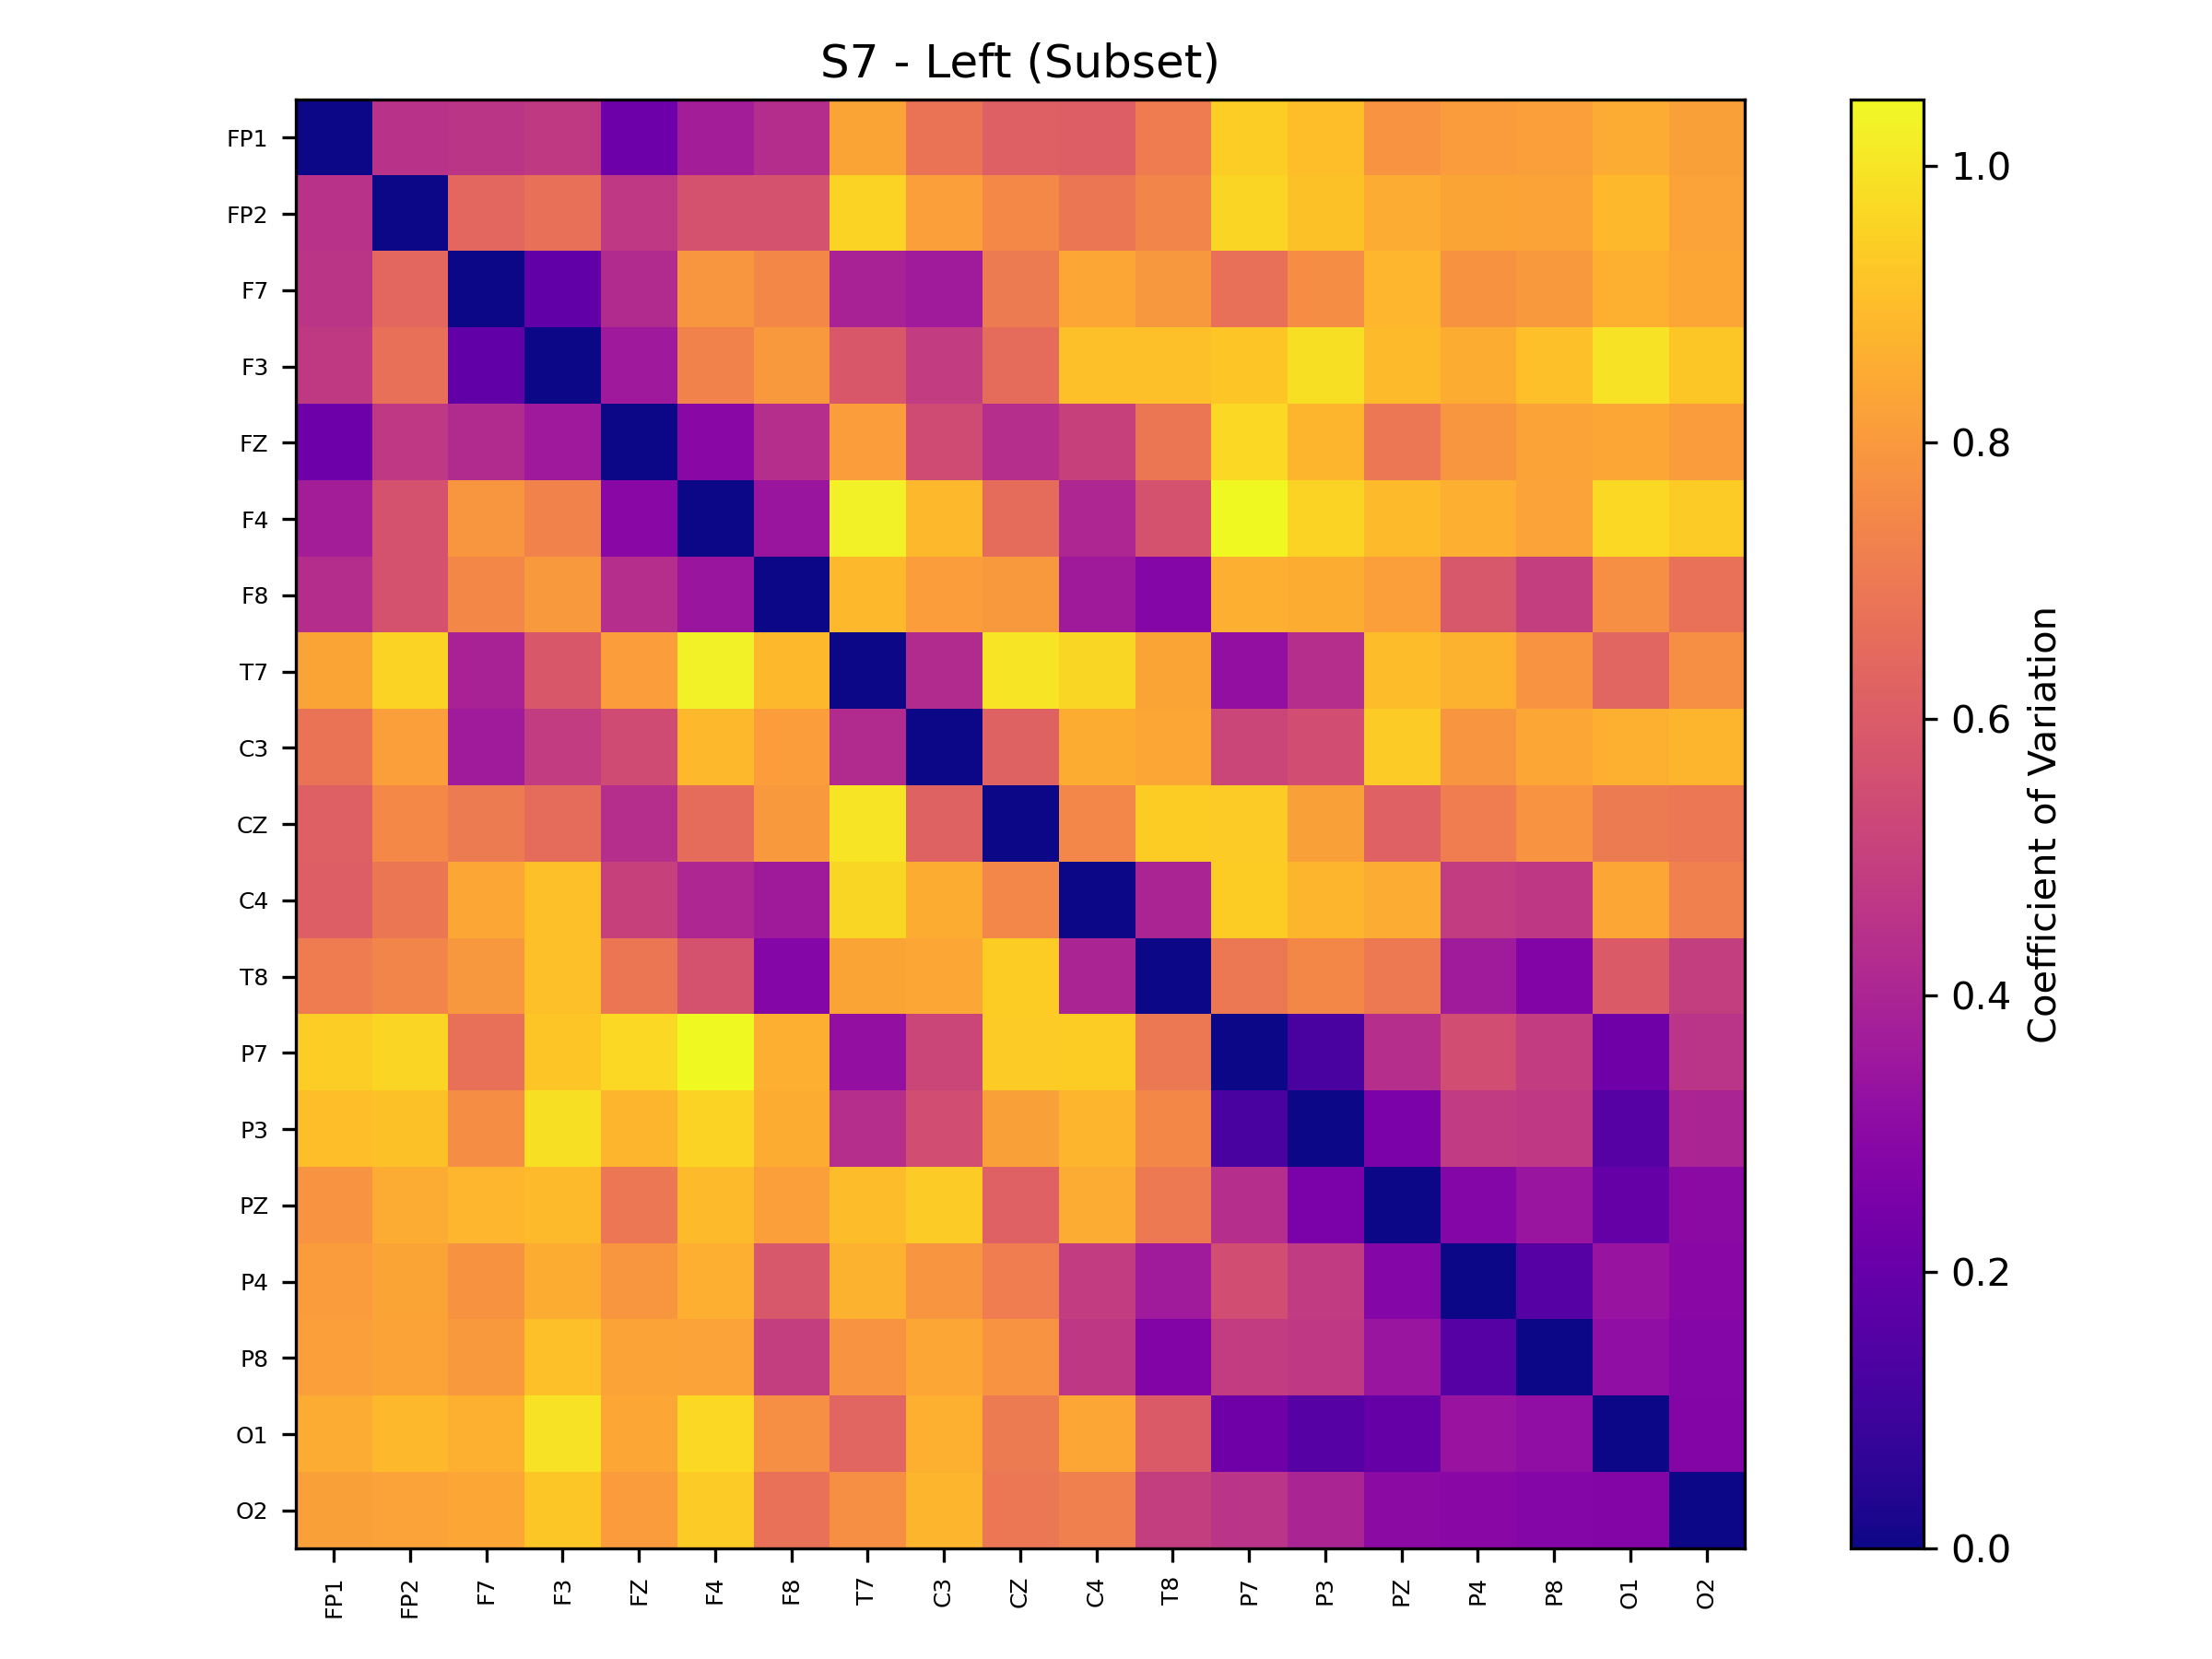 S7 - Left (Subset)
FP1
FP2
F7
F3
FZ
F4
F8
T7
C3
CZ
C4
T8
P7
P3
PZ
P4
P8
O1
O2
FP1 FP2 F7 F3 FZ F4 F8 T7 C3 CZ C4 T8 P7 P3 PZ P4 P8 O1 O2
1.0
0.8
0.6
0.4
0.2
0.0
Coefficient of Variation